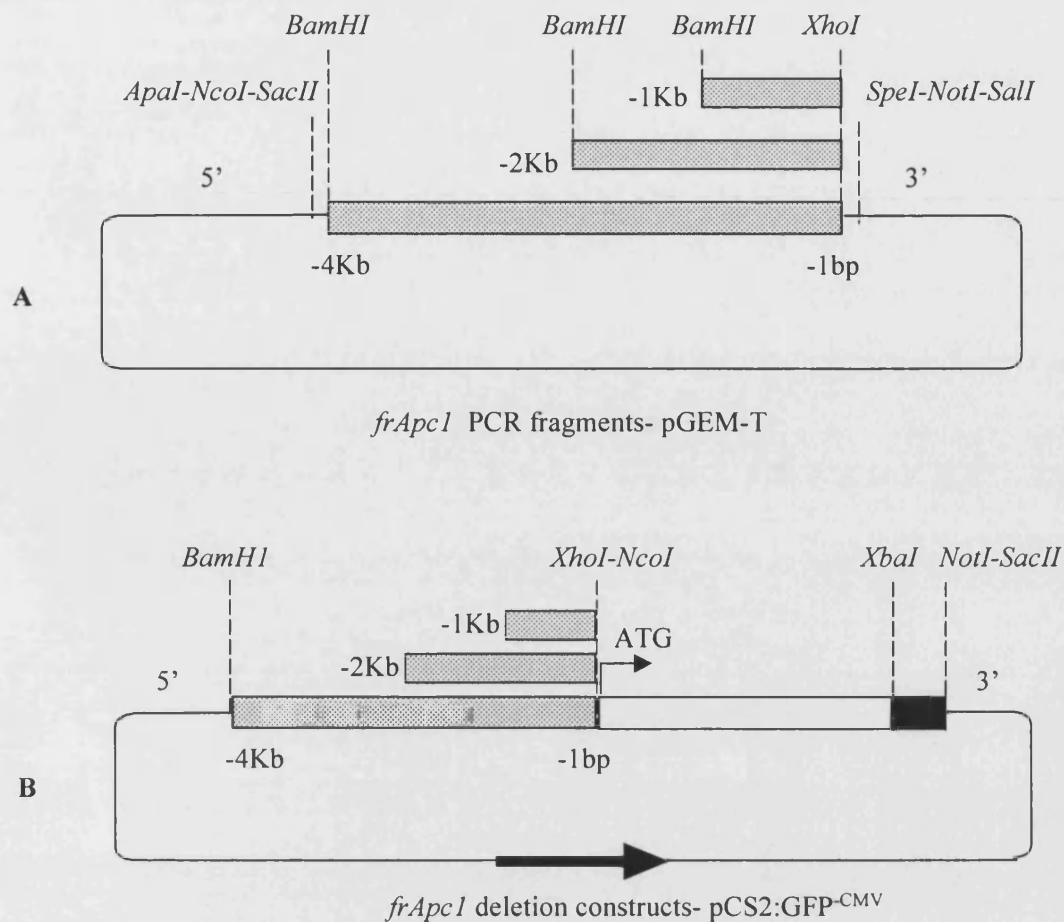 BamHI BamHI BamHI XhoI
ApaI-NcoI-SacII -1Kb SpeI-NotI-SalI
5’ -2Kb 3’
-4Kb -1bp
A
frApc1 PCR fragments- pGEM-T
BamH1 XhoI-NcoI XbaI NotI-SacII
-1Kb ATG
5’ -2Kb 3’
-4Kb -1bp
B
frApc1 deletion constructs- pCS2:GFP-CMV